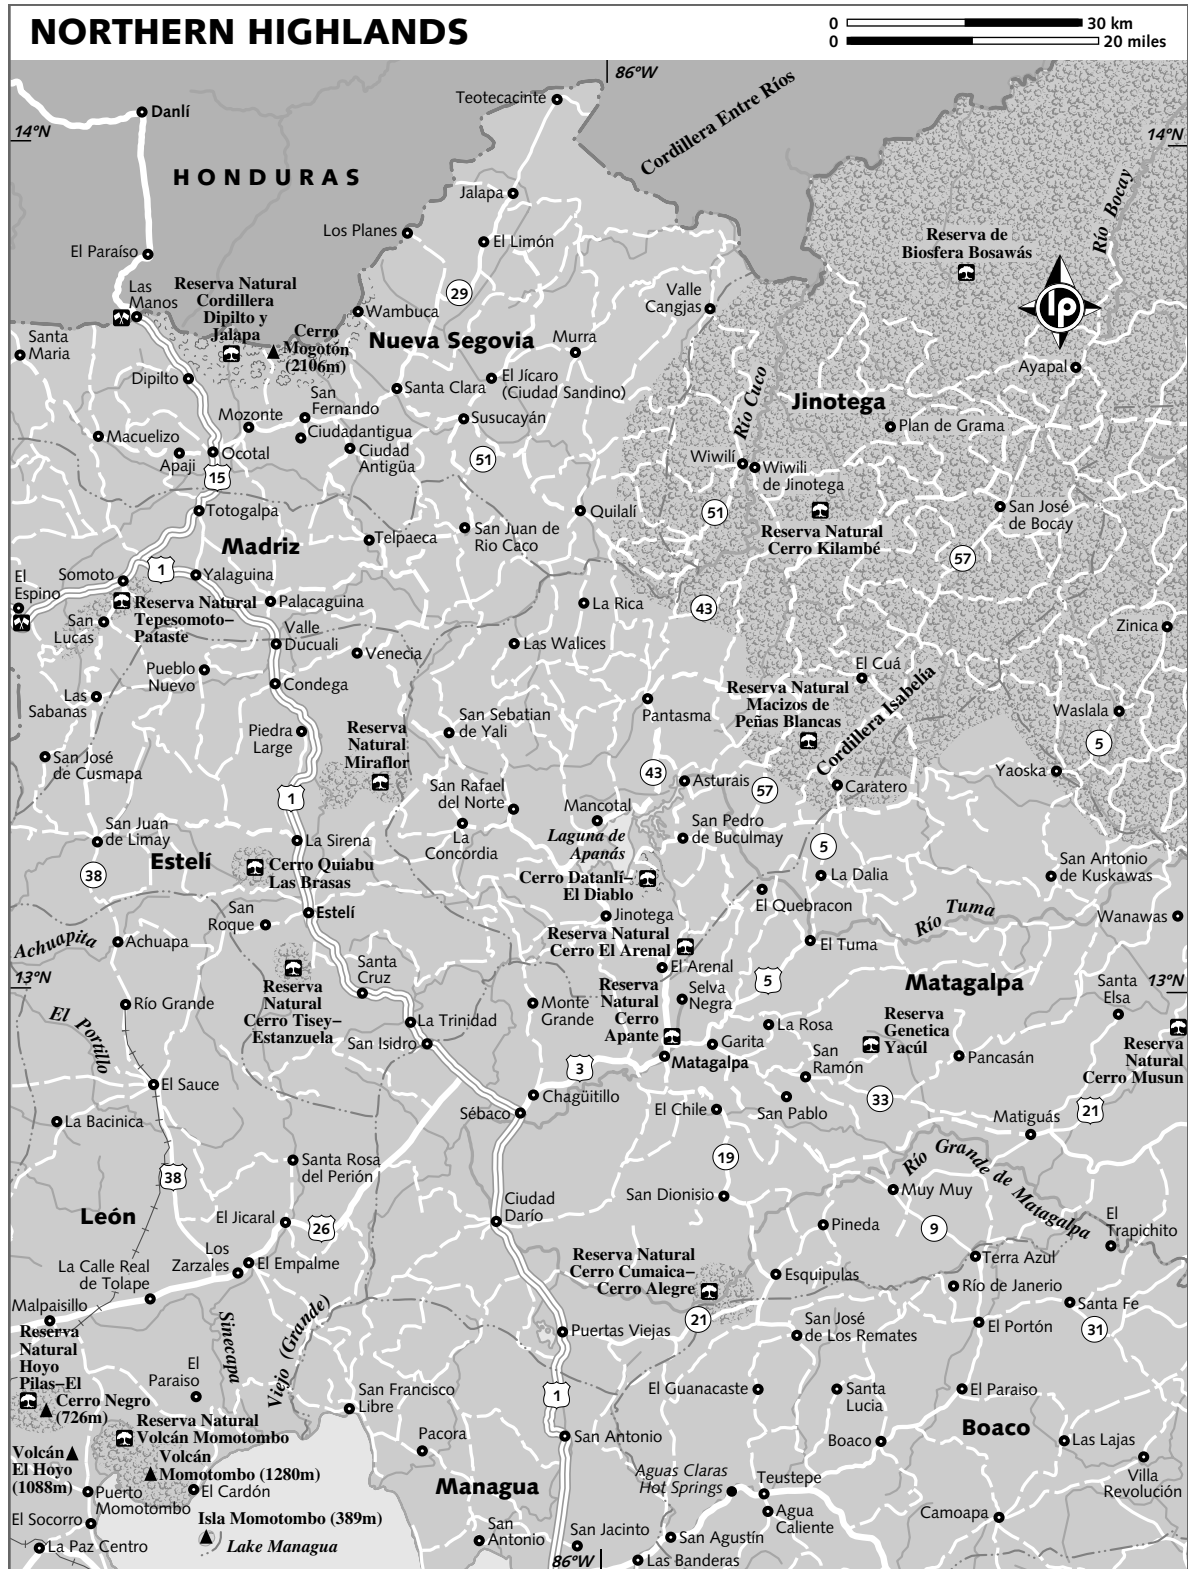 NORTHERN HIGHLANDS
0 30 km
0 20 miles
86°W
Teotecacinte
Danlí
14°N
14°N
Cordillera Entre Ríos
HONDURAS
Jalapa
Río Bocay
Los Planes
El Limón
Reserva de
Biosfera Bosawás
El Paraíso
Las
Manos
Reserva Natural
Cordillera
Dipilto y
Jalapa
29
Valle
Cangjas
lp
Wambuca
Cerro
Mogotón
(2106m)
Nueva Segovia
Murra
Santa
Maria
Ayapal
Dipilto
Santa Clara
El Jícaro
(Ciudad Sandino)
Río Cuco
Jinotega
San
Fernando
Mozonte
Susucayán
Plan de Grama
Macuelizo
Ciudadantigua
Apaji
Ocotal
Ciudad
Antigüa
51
Wiwilí
Wiwili
de Jinotega
15
Totogalpa
Quilalí
51
San José
de Bocay
Reserva Natural
Cerro Kilambé
Telpaeca
San Juan de
Rio Caco
Madriz
57
1
Somoto
Yalaguina
El
Espino
Reserva Natural
Tepesomoto–
Pataste
Palacaguina
La Rica
43
San
Lucas
Valle
Ducuali
Zinica
Las Walices
Venecia
Pueblo
Nuevo
Condega
El Cuá
Las
Sabanas
Reserva Natural
Macizos de
Peñas Blancas
Cordillera Isabelía
Pantasma
Waslala
Piedra
Large
Reserva
Natural
Miraflor
San Sebatian
de Yali
5
San José
de Cusmapa
Yaoska
43
Asturais
57
Caratero
1
San Rafael
del Norte
Mancotal
San Juan
de Limay
La Sirena
La
Concordia
Laguna de
Apanás
San Pedro
de Buculmay
5
Estelí
Cerro Quiabu
Las Brasas
38
Cerro Datanlí–
El Diablo
La Dalia
San Antonio
de Kuskawas
El Quebracon
San
Roque
Estelí
Jinotega
Río Tuma
Wanawas
Achuapita
Achuapa
Reserva Natural
Cerro El Arenal
El Tuma
13°N
Santa
Cruz
El Arenal
5
Matagalpa
13°N
Reserva
Natural
Cerro Tisey–
Estanzuela
Río Grande
Monte
Grande
Reserva
Natural
Cerro
Apante
Selva
Negra
Santa
Elsa
El Portillo
La Trinidad
La Rosa
Reserva
Genetica
Yacúl
San Isidro
Garita
Matagalpa
San
Ramón
Pancasán
Reserva
Natural
Cerro Musun
3
El Sauce
Chagüitillo
San Pablo
33
21
La Bacinica
Sébaco
El Chile
Matiguás
19
Santa Rosa
del Perión
38
Río Grande de Matagalpa
San Dionisio
Muy Muy
León
El Jicaral
26
Ciudad
Darío
Pineda
9
El
Trapichito
Los
Zarzales
El Empalme
La Calle Real
de Tolape
Reserva Natural
Cerro Cumaica–
Cerro Alegre
Terra Azul
Esquipulas
Río de Janerio
Malpaisillo
Sinecapa
Viejo (Grande)
21
Santa Fe
31
Reserva
Natural
Hoyo
Pilas–El
Puertas Viejas
San José
de Los Remates
El Portón
El
Paraiso
Cerro Negro
(726m)
San Francisco
Libre
1
El Guanacaste
Santa
Lucia
El Paraiso
Reserva Natural
Volcán Momotombo
Pacora
San Antonio
Boaco
Boaco
Las Lajas
Volcán
El Hoyo
(1088m)
Volcán
Momotombo (1280m)
Puerto
Momotombo
El Cardón
Managua
Aguas Claras
Hot Springs
Teustepe
Villa
Revolución
El Socorro
Isla Momotombo (389m)
Agua
Caliente
Camoapa
La Paz Centro
Lake Managua
San
Antonio
San Jacinto
San Agustín
86°W
Las Banderas